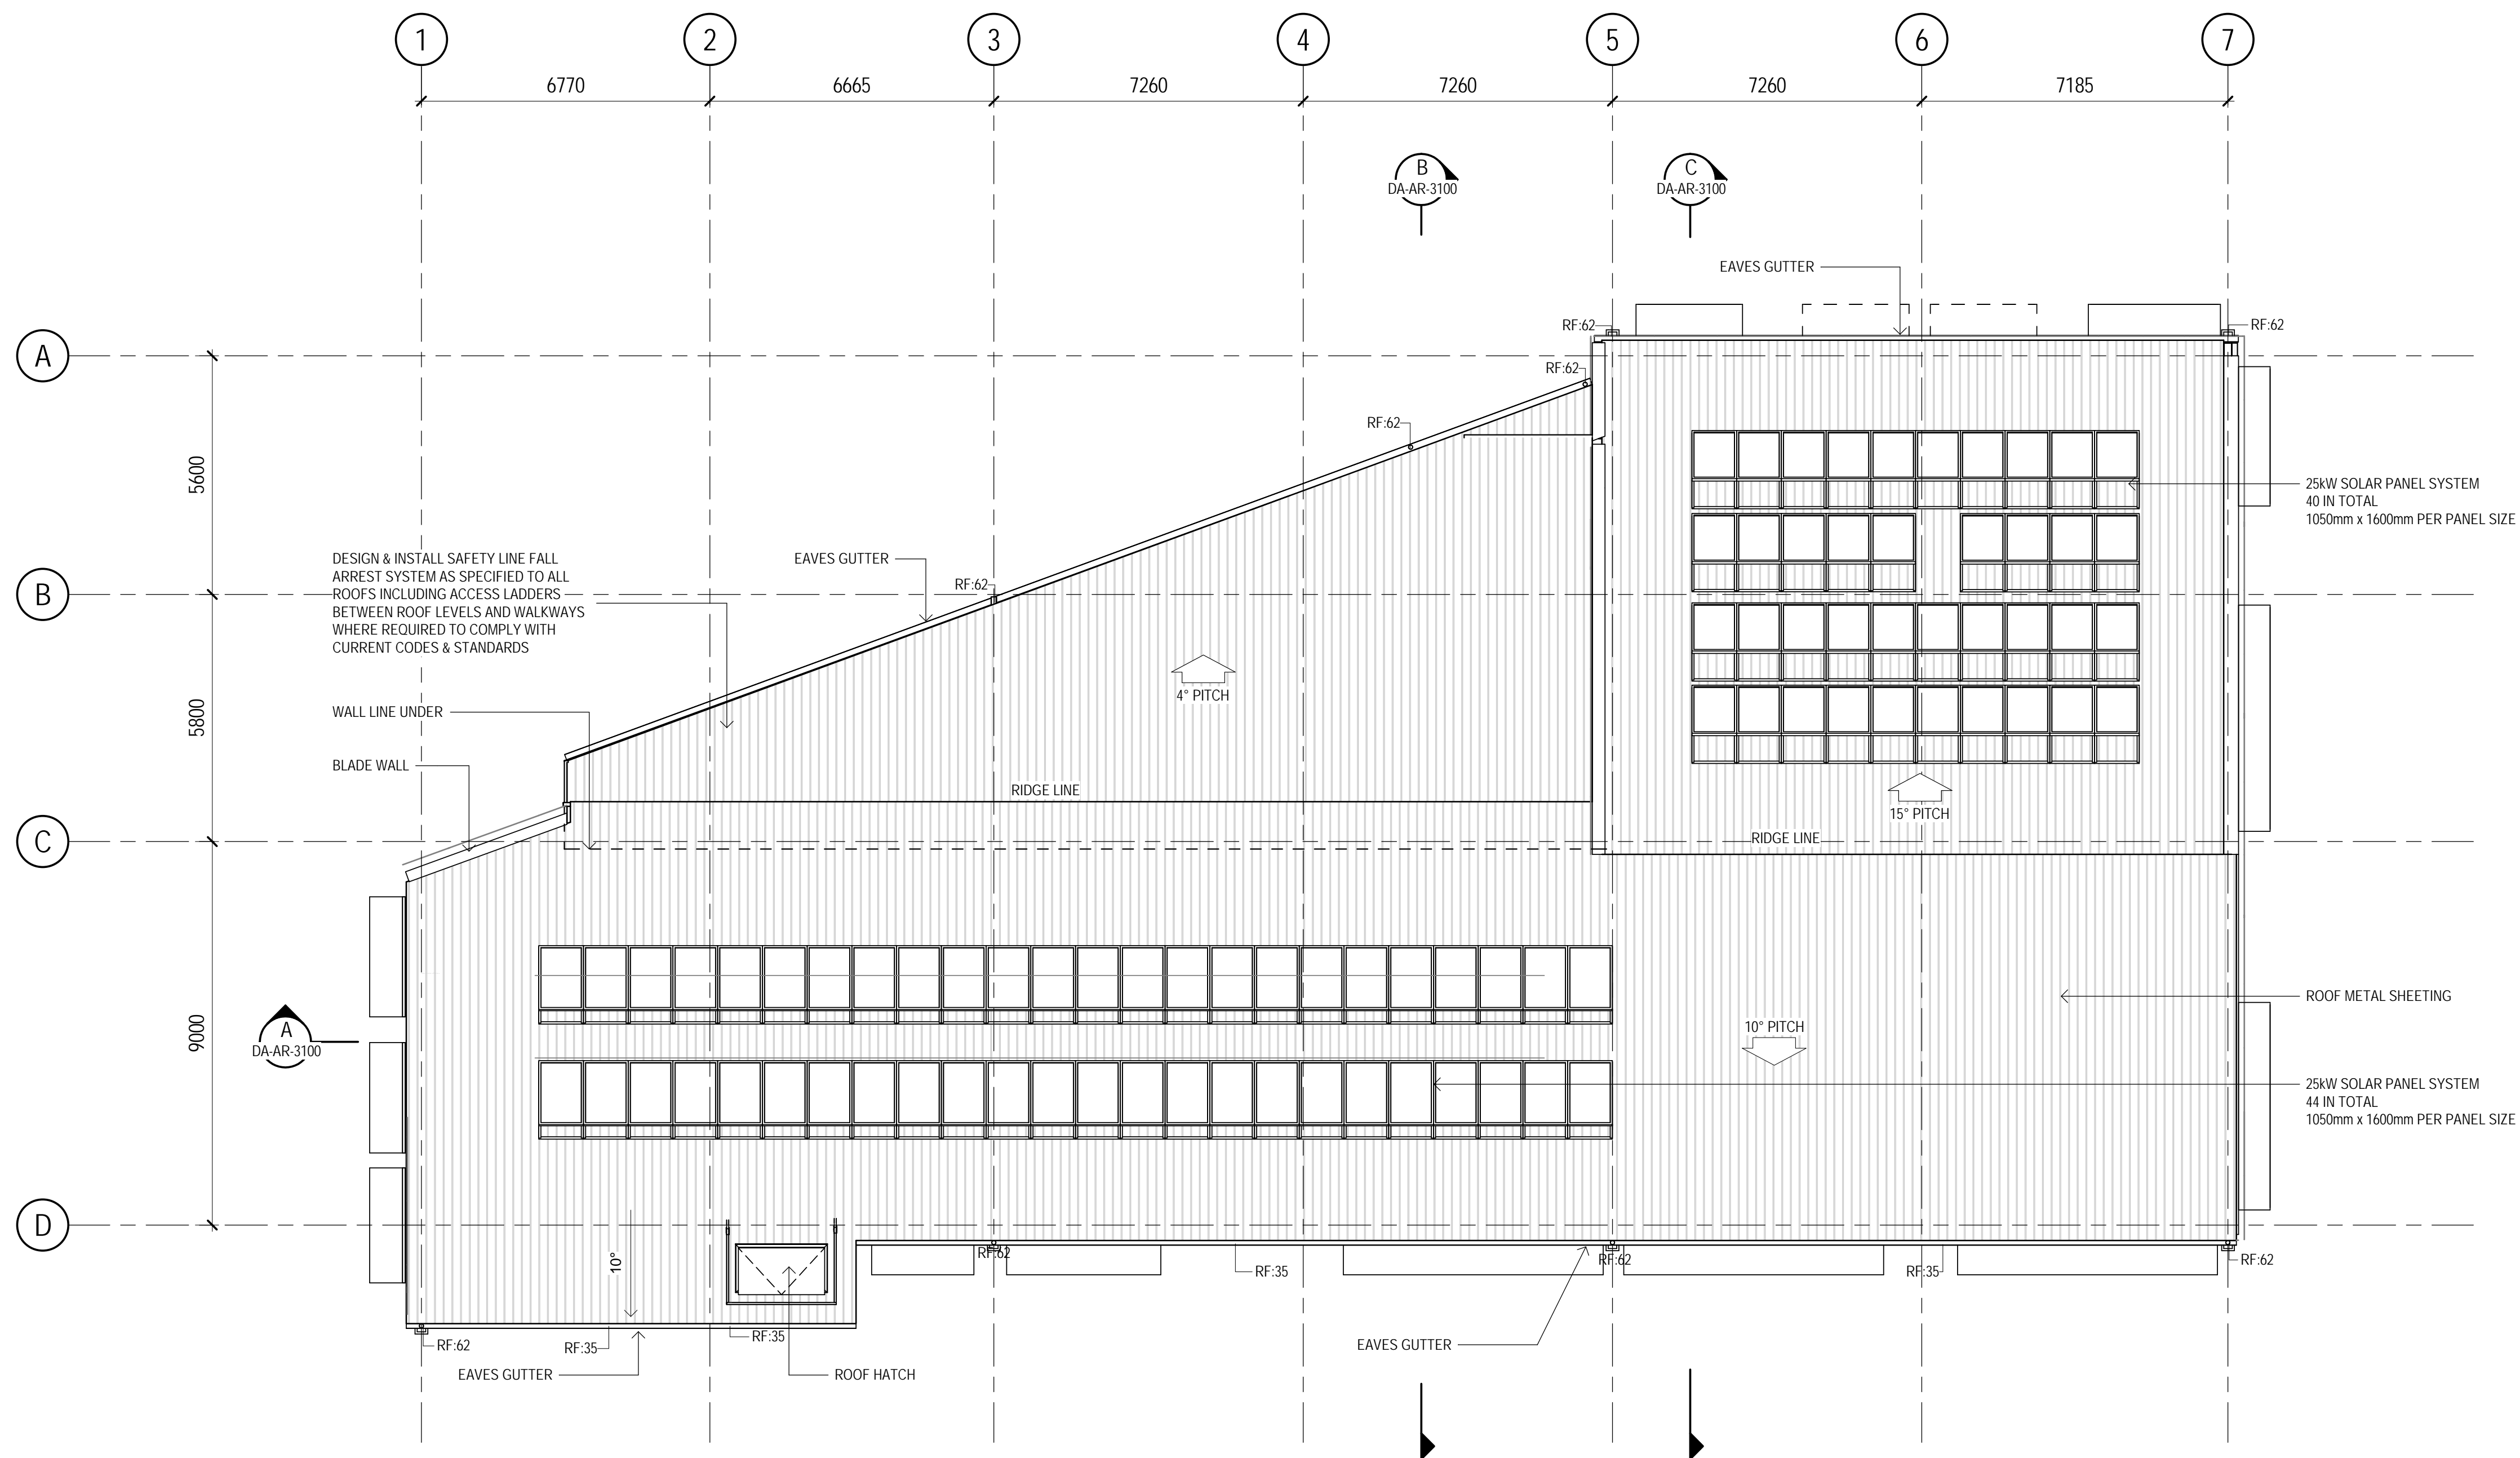 1
2
3
4
5
6
7
6770
6665
7260
7260
7260
7185
B
DA-AR-3100
C
DA-AR-3100
EAVES GUTTER
RF:62
RF:62
A
RF:62
RF:62
5600
25kW SOLAR PANEL SYSTEM
40 IN TOTAL
1050mm x 1600mm PER PANEL SIZE
DESIGN & INSTALL SAFETY LINE FALL
ARREST SYSTEM AS SPECIFIED TO ALL
ROOFS INCLUDING ACCESS LADDERS
BETWEEN ROOF LEVELS AND WALKWAYS
WHERE REQUIRED TO COMPLY WITH
CURRENT CODES & STANDARDS
EAVES GUTTER
RF:62
B
4° PITCH
WALL LINE UNDER
5800
BLADE WALL
RIDGE LINE
15° PITCH
RIDGE LINE
C
ROOF METAL SHEETING
9000
A
DA-AR-3100
10° PITCH
25kW SOLAR PANEL SYSTEM
44 IN TOTAL
1050mm x 1600mm PER PANEL SIZE
D
10°
RF:62
RF:35
RF:62
RF:35
RF:62
RF:62
RF:35
RF:35
EAVES GUTTER
EAVES GUTTER
ROOF HATCH